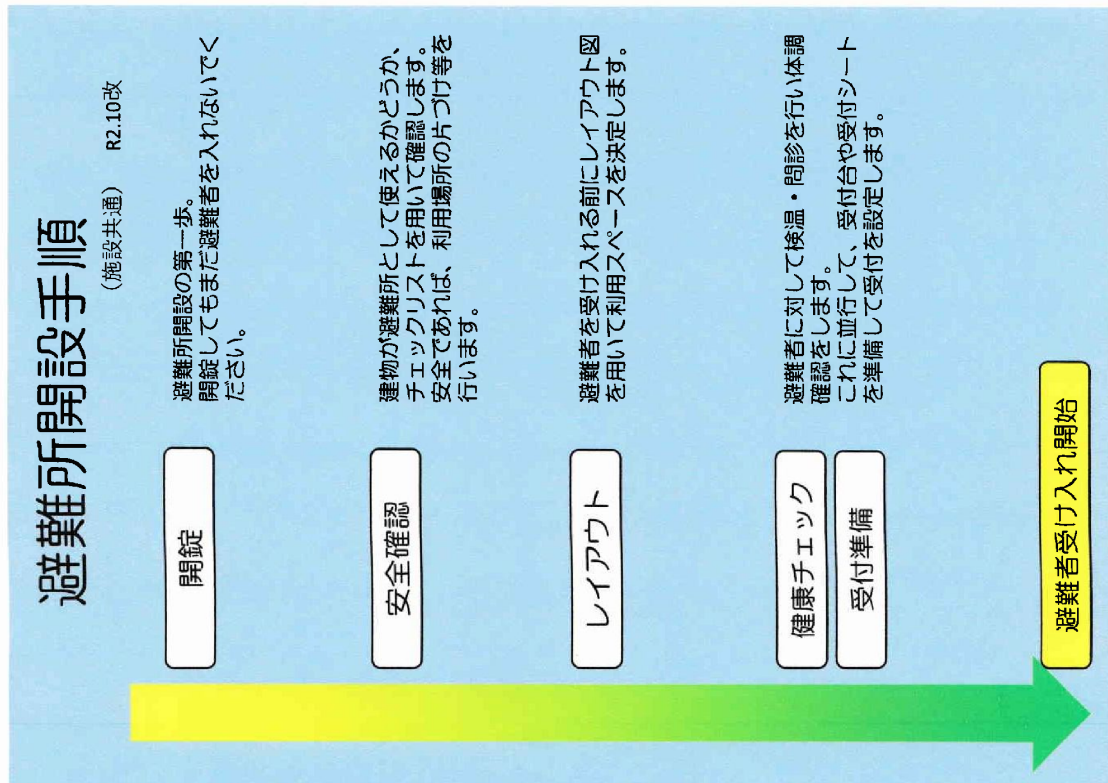 避難所開設手順
(施設共通) R2.10改
開錠
避難所開設の第一歩。
開錠してもまだ避難者を入れないでく
ださい。
安全確認
建物が避難所として使えるかどうか、
チェックリストを用いて確認します。
安全であれば、利用場所の片づけ等を
行います。
レイアウト
避難者を受け入れる前にレイアウト図
を用いて利用スペースを決定します。
健康チェック
受付準備
避難者に対して検温・問診を行い体調
確認をします。
これに並行して、受付台や受付シート
を準備して受付を設定します。
避難者受け入れ開始